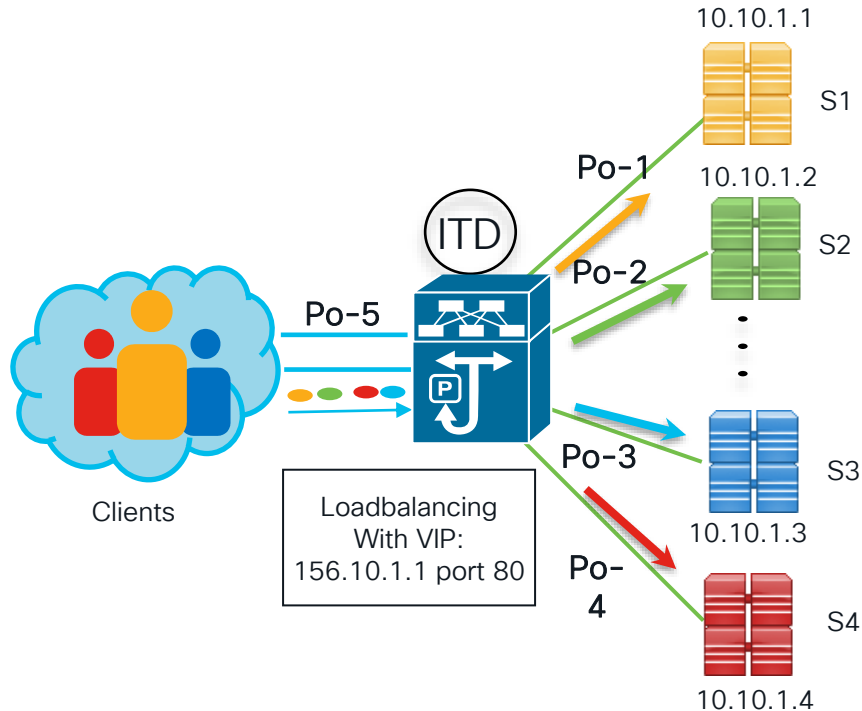 10.10.1.1
S1
Po-1
10.10.1.2
ITD
S2
Po-2
Po-5
P
Po-3
S3
Clients
Loadbalancing
With VIP:
156.10.1.1 port 80
10.10.1.3
Po-
4
S4
10.10.1.4